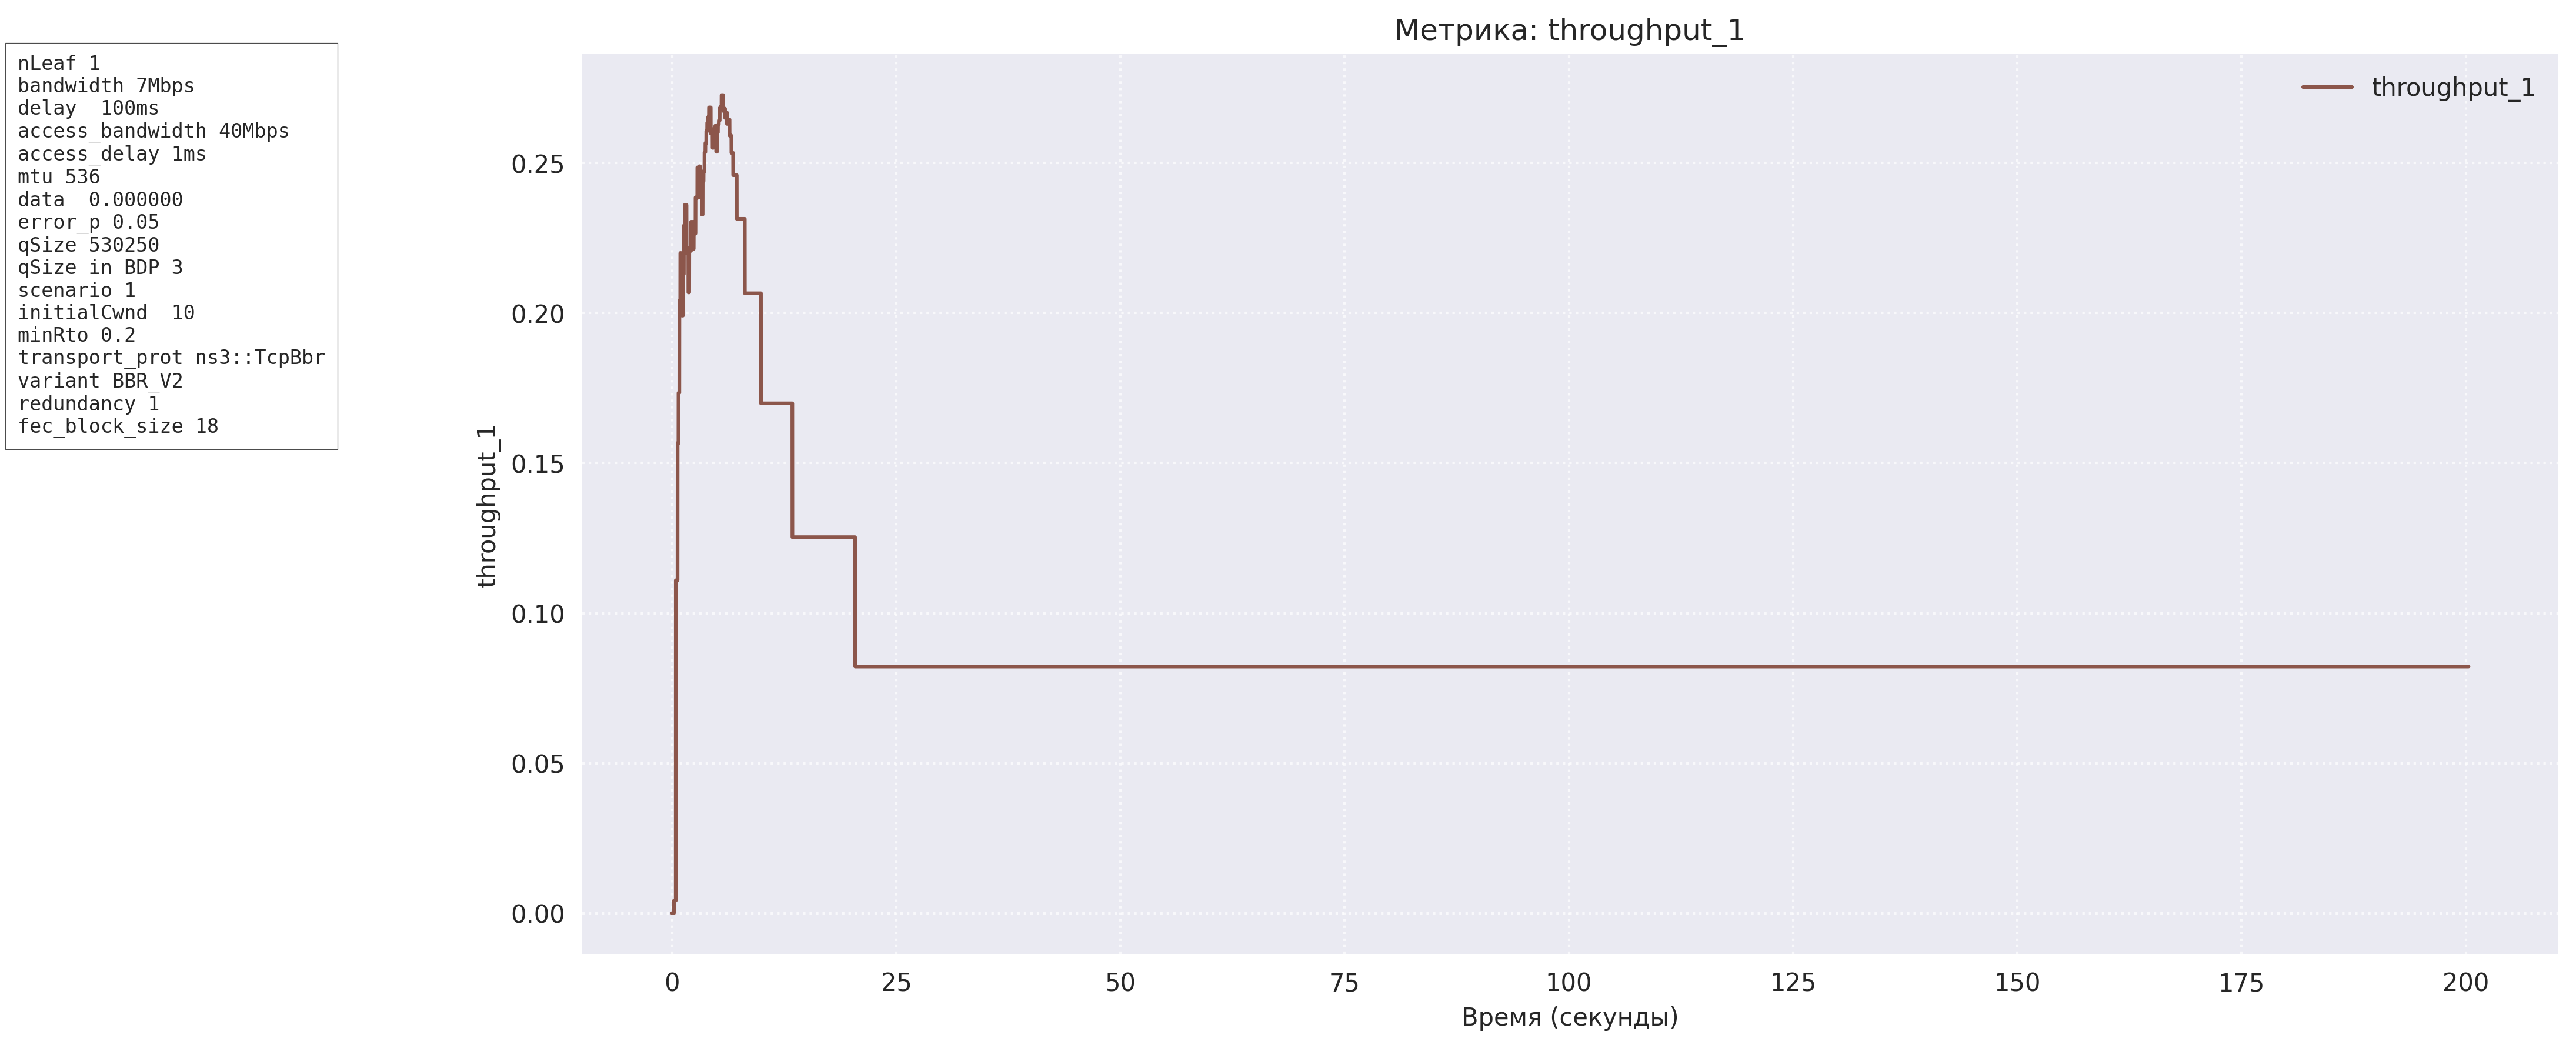 Метрика: throughput_1
nLeaf 1
bandwidth 7Mbps
delay  100ms
access_bandwidth 40Mbps
access_delay 1ms
mtu 536
data  0.000000
error_p 0.05
qSize 530250
qSize in BDP 3
scenario 1
initialCwnd  10
minRto 0.2
transport_prot ns3::TcpBbr
variant BBR_V2
redundancy 1
fec_block_size 18
throughput_1
throughput_1
0.25
0.20
0.15
0.10
0.05
0.00
0 25 50 75 100 125 150 175 200
Время (секунды)